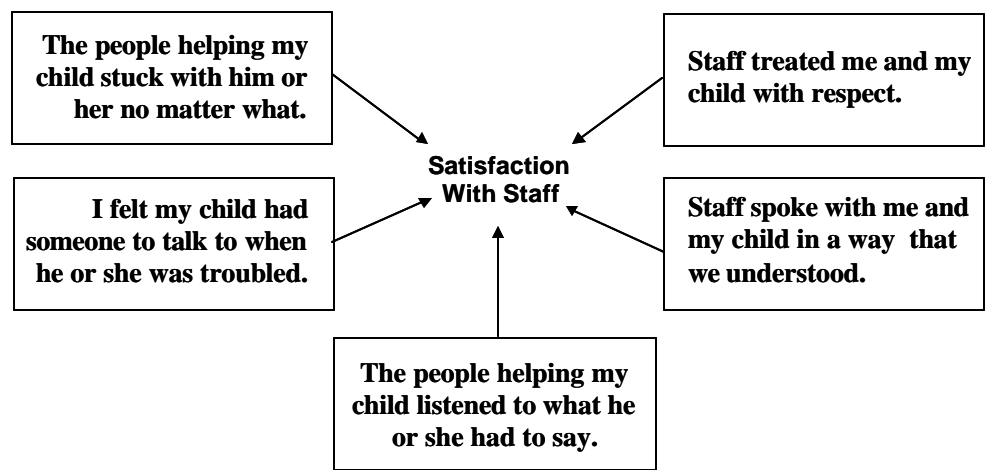 The people helping my
child stuck with him or
her no matter what.
Staff treated me and my
child with respect.
Satisfaction
With Staff
I felt my child had
someone to talk to when
he or she was troubled.
Staff spoke with me and
my child in a way that
we understood.
The people helping my
child listened to what he
or she had to say.